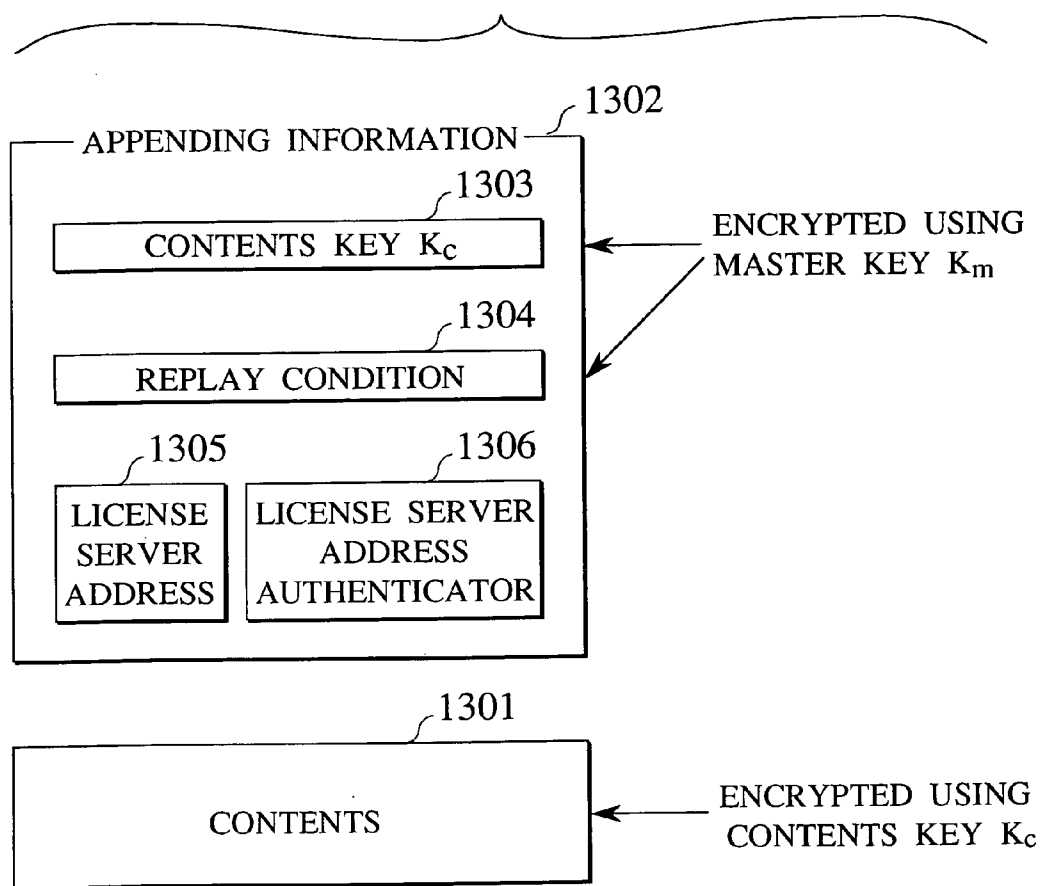 1302
APPENDING INFORMATION
1303
CONTENTS KEY Kc
ENCRYPTED USING
MASTER KEY Km
1304
REPLAY CONDITION
1305
1306
LICENSE
SERVER
ADDRESS
LICENSE SERVER
ADDRESS
AUTHENTICATOR
1301
CONTENTS
ENCRYPTED USING
CONTENTS KEY Kc